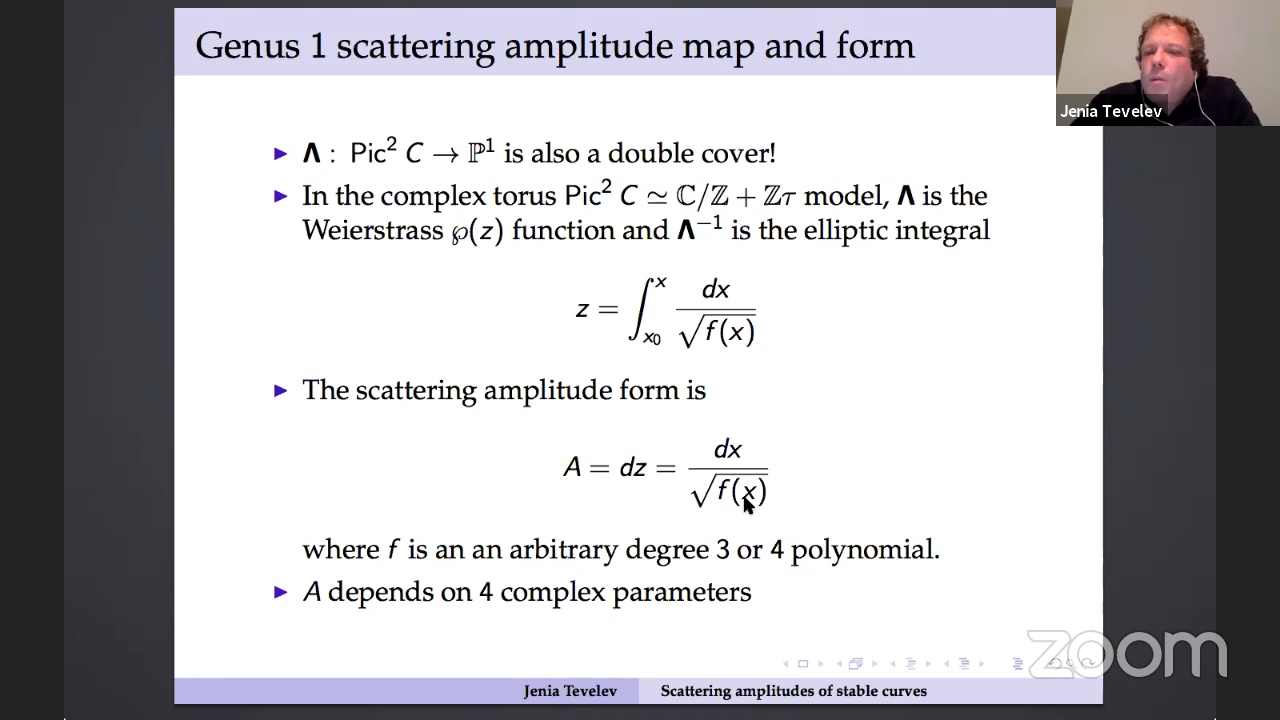 Genus 1 scattering amplitude map and form
Jenia Tevelev
▶ Λ : Pic² C → ℙ¹ is also a double cover!
▶ In the complex torus Pic² C ≃ ℂ/ℤ + ℤτ model, Λ is the
Weierstrass ℘(z) function and Λ⁻¹ is the elliptic integral
z = ∫_{x₀}^{x} dx / √f(x)
▶ The scattering amplitude form is
A = dz = dx / √f(x)
where f is an an arbitrary degree 3 or 4 polynomial.
▶ A depends on 4 complex parameters
zoom
Jenia Tevelev Scattering amplitudes of stable curves